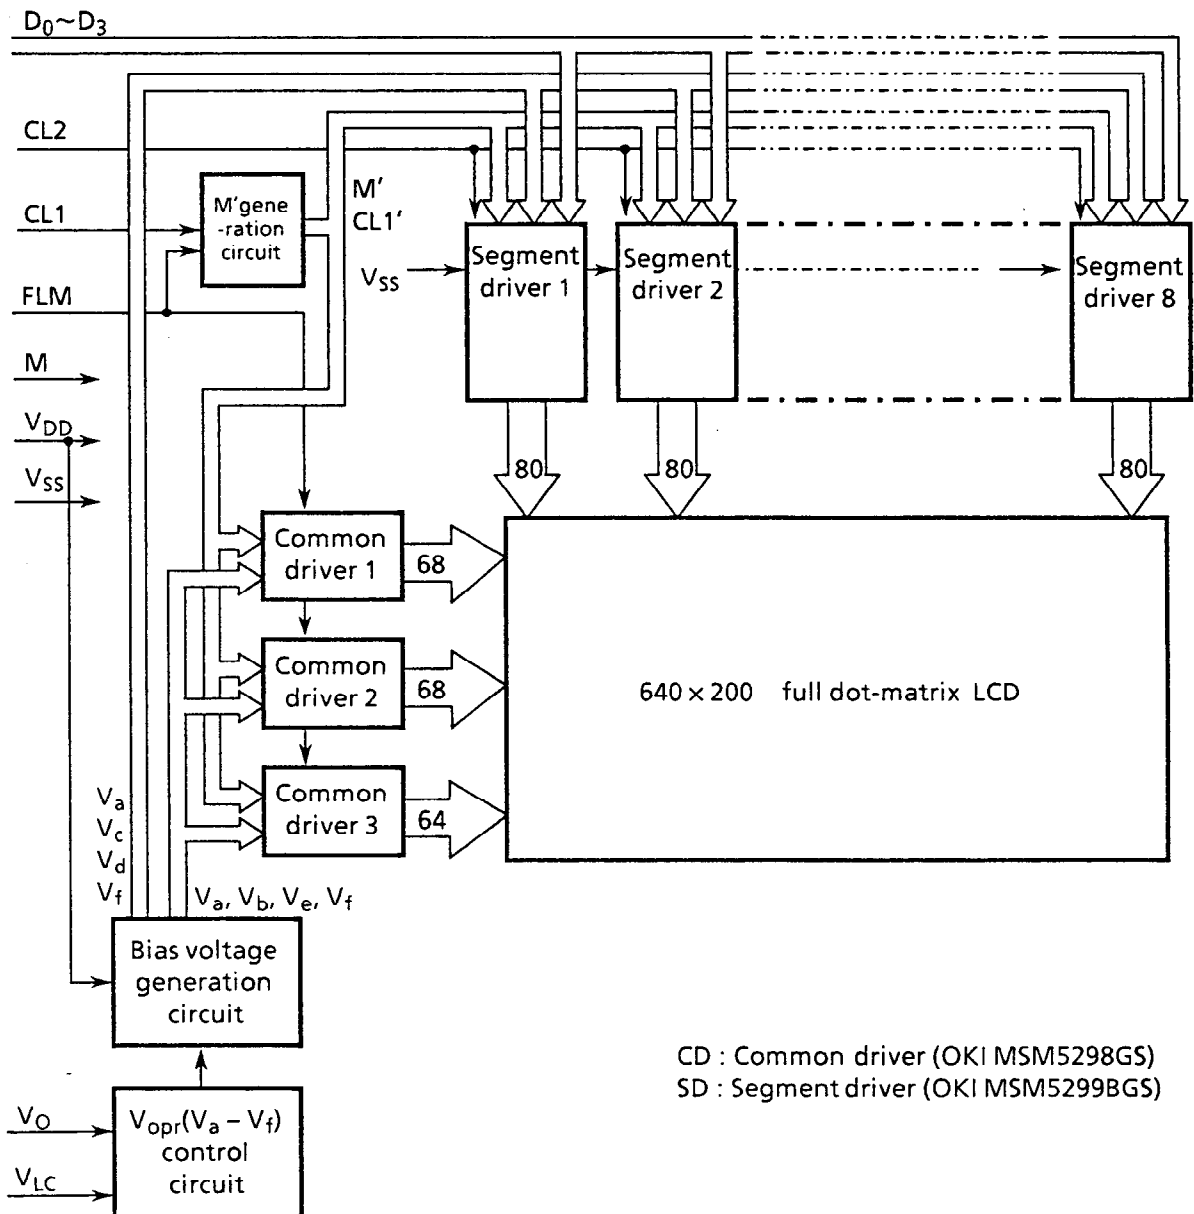 D0~D3
CL2
CL1
FLM
M
VDD
VSS
M'gene
-ration
circuit
M'
CL1'
VSS
Segment
driver 1
Segment
driver 2
Segment
driver 8
80
80
80
Common
driver 1
68
Common
driver 2
68
Common
driver 3
64
640 × 200 full dot-matrix LCD
Va
Vc
Vd
Vf
Va, Vb, Ve, Vf
Bias voltage
generation
circuit
VO
VLC
Vopr(Va – Vf)
control
circuit
CD : Common driver (OKI MSM5298GS)
SD : Segment driver (OKI MSM5299BGS)